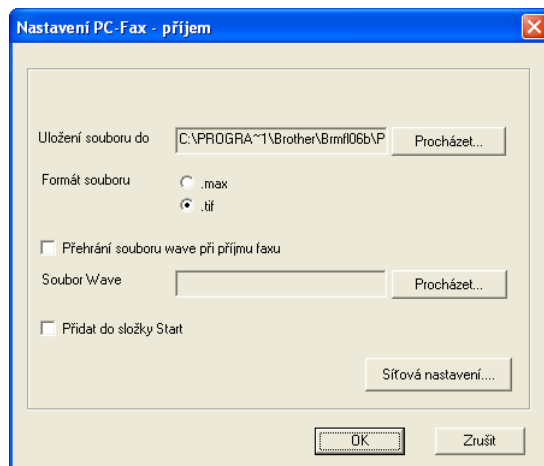 Nastavení PC-Fax - příjem
Uložení souboru do C:\PROGRA~1\Brother\Brmfl06b\P Procházet...
Formát souboru .max
.tif
Přehrání souboru wave při příjmu faxu
Soubor Wave Procházet...
Přidat do složky Start
Síťová nastavení....
OK Zrušit